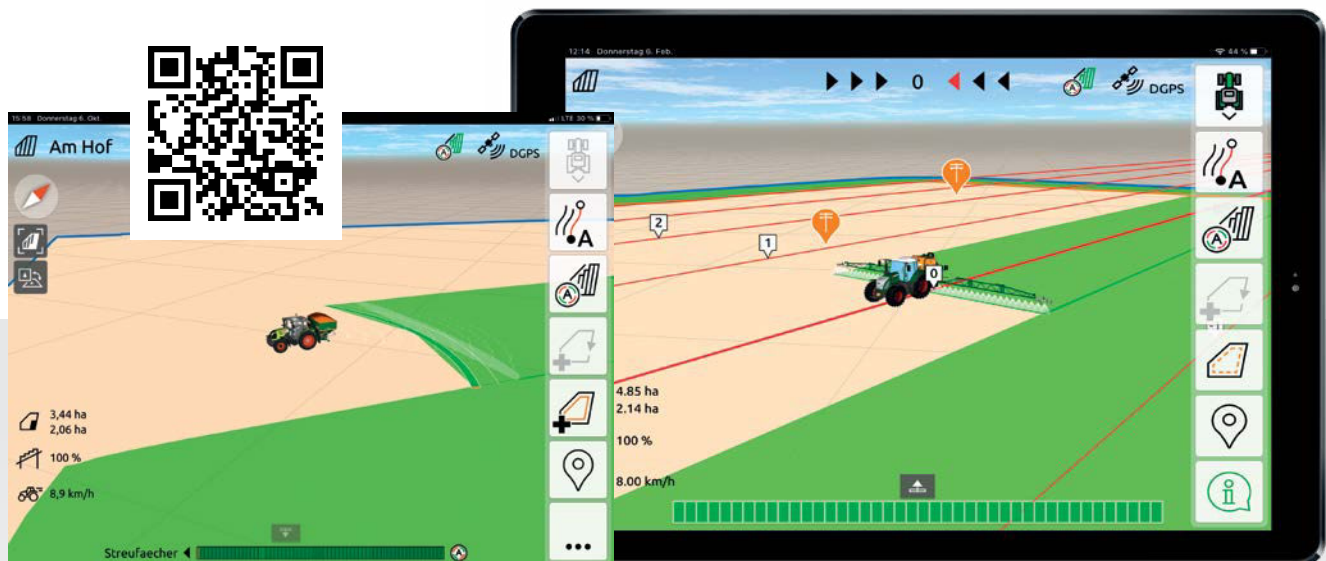 15:58 Donnerstag 6. Okt.
LTE 30 %
Am Hof
DGPS
A
A
3,44 ha
2,06 ha
100 %
8,9 km/h
Streufaecher
A
12:14 Donnerstag 6. Feb.
44 %
0
A
DGPS
A
A
2
1
0
4.85 ha
2.14 ha
100 %
8.00 km/h